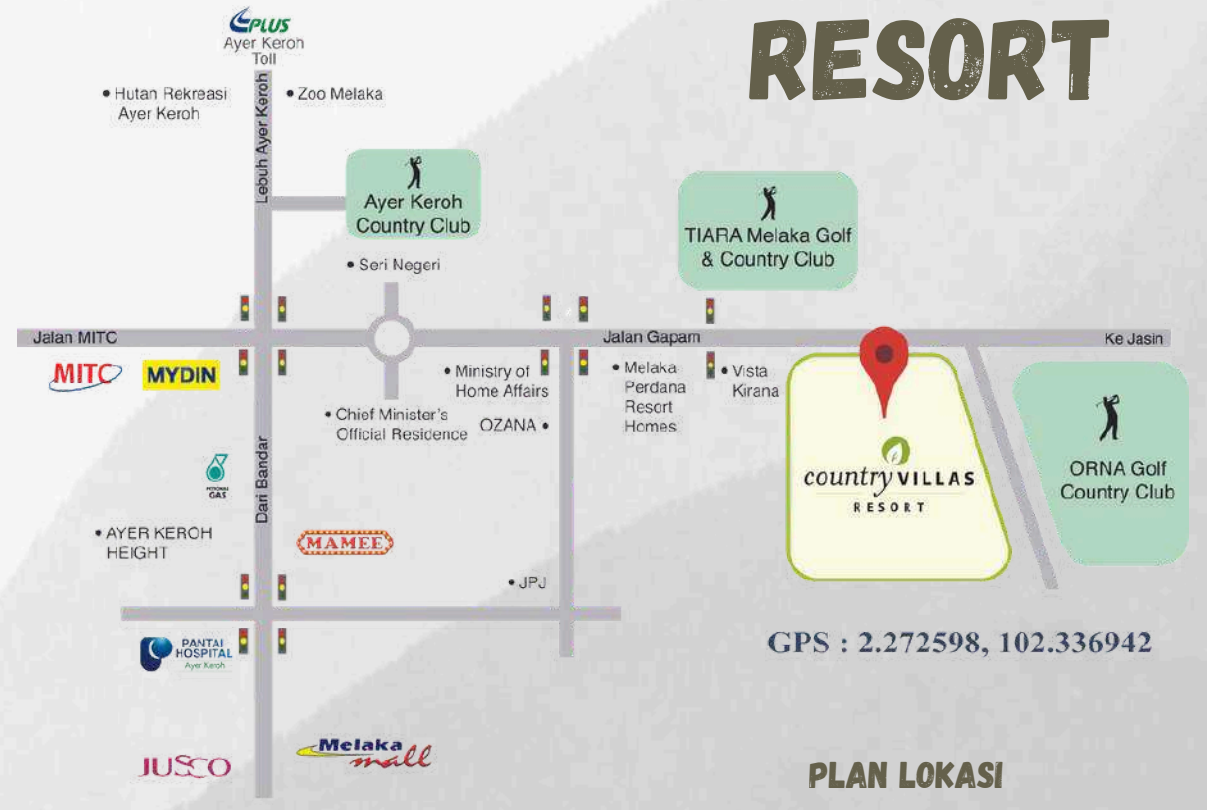 RESORT
PLUS
Ayer Keroh
Toll
Hutan Rekreasi
Ayer Keroh
Lebuh Ayer Keroh
Zoo Melaka
Ayer Keroh
Country Club
TIARA Melaka Golf
& Country Club
Seri Negeri
Jalan MITC
Jalan Gapam
Ke Jasin
MITC
MYDIN
Ministry of
Home Affairs
Melaka
Perdana
Resort
Homes
Vista
Kirana
Chief Minister's
Official Residence
OZANA
country VILLAS
RESORT
ORNA Golf
Country Club
PETRONAS
GAS
Dari Bandar
AYER KEROH
HEIGHT
MAMEE
JPJ
PANTAI
HOSPITAL
Ayer Keroh
GPS : 2.272598, 102.336942
JUSCO
Melaka
mall
PLAN LOKASI